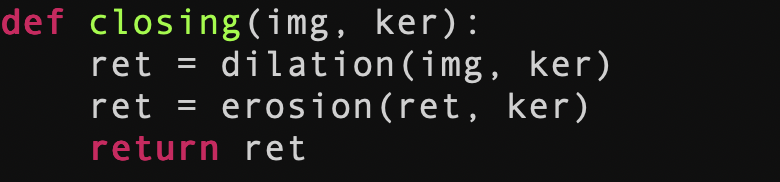 def closing(img, ker):
    ret = dilation(img, ker)
    ret = erosion(ret, ker)
    return ret